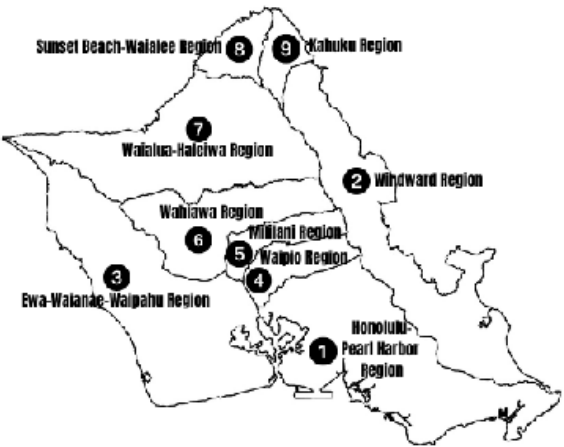 Sunset Beach-Waialee Region
8
9
Kahuku Region
7
Waialua-Haleiwa Region
2
Windward Region
Wahiawa Region
6
Mililani Region
5
Waipio Region
4
3
Ewa-Waianae-Waipahu Region
1
Honolulu-
Pearl Harbor
Region